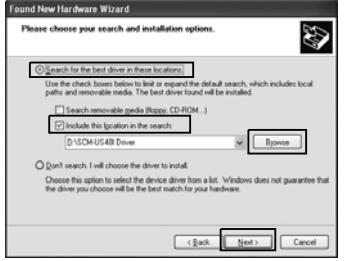 Found New Hardware Wizard
Please choose your search and installation options.
Search for the best driver in these locations.
Use the check boxes below to limit or expand the default search, which includes local
paths and removable media. The best driver found will be installed.
Search removable media (floppy, CD-ROM...)
Include this location in the search:
D:\SCM-US48I Driver
Browse
Don't search. I will choose the driver to install.
Choose this option to select the device driver from a list. Windows does not guarantee that
the driver you choose will be the best match for your hardware.
< Back
Next >
Cancel